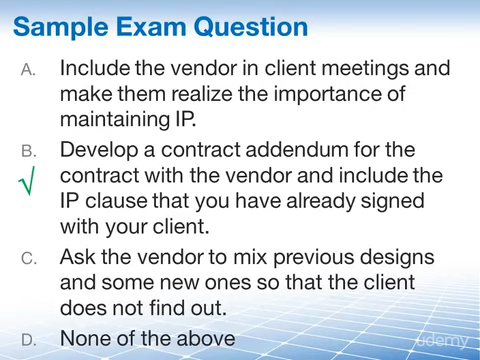 Sample Exam Question
A. Include the vendor in client meetings and
make them realize the importance of
maintaining IP.
B. Develop a contract addendum for the
√ contract with the vendor and include the
IP clause that you have already signed
with your client.
C. Ask the vendor to mix previous designs
and some new ones so that the client
does not find out.
D. None of the above
udemy